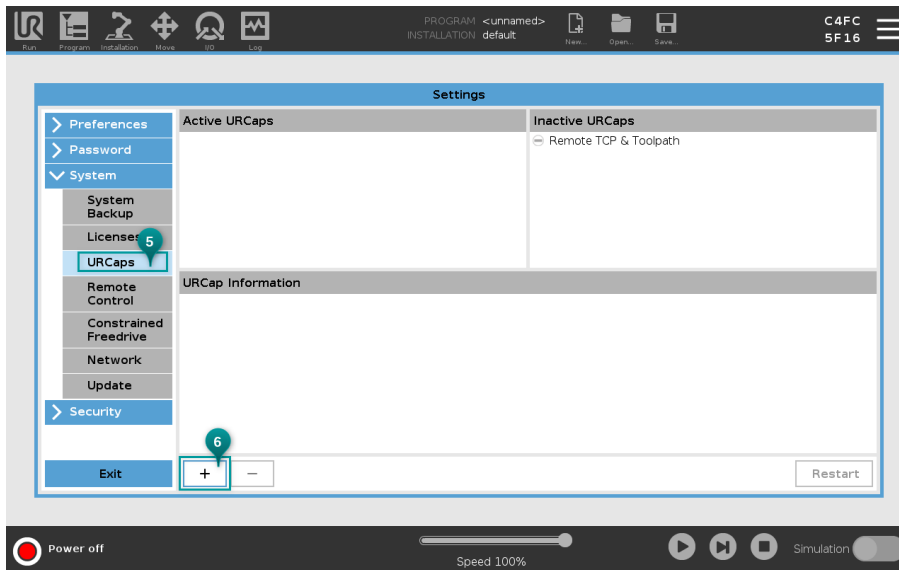 PROGRAM <unnamed>
INSTALLATION default
UR
Run
Program
Installation
Move
I/O
Log
New...
Open...
Save...
C4FC
5F16
Settings
Preferences
Password
System
System
Backup
Licenses
5
URCaps
Remote
Control
Constrained
Freedrive
Network
Update
Security
Exit
Active URCaps
Inactive URCaps
Remote TCP & Toolpath
URCap Information
6
+
−
Restart
Power off
Speed 100%
Simulation